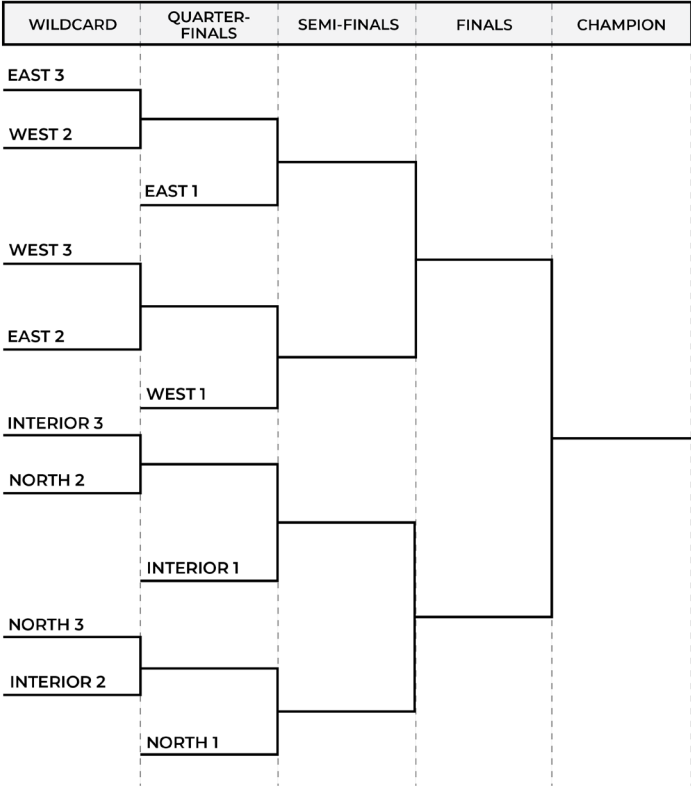 WILDCARD
QUARTER-
FINALS
SEMI-FINALS
FINALS
CHAMPION
EAST 3
WEST 2
EAST 1
WEST 3
EAST 2
WEST 1
INTERIOR 3
NORTH 2
INTERIOR 1
NORTH 3
INTERIOR 2
NORTH 1